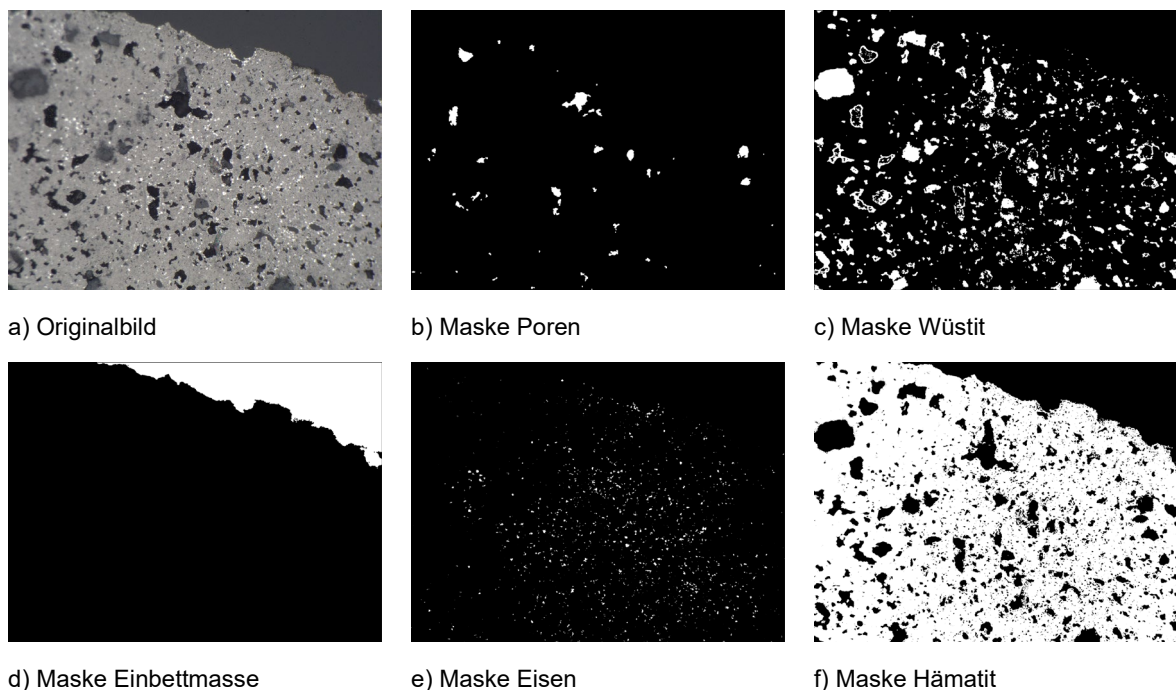 a) Originalbild
b) Maske Poren
c) Maske Wüstit
d) Maske Einbettmasse
e) Maske Eisen
f) Maske Hämatit